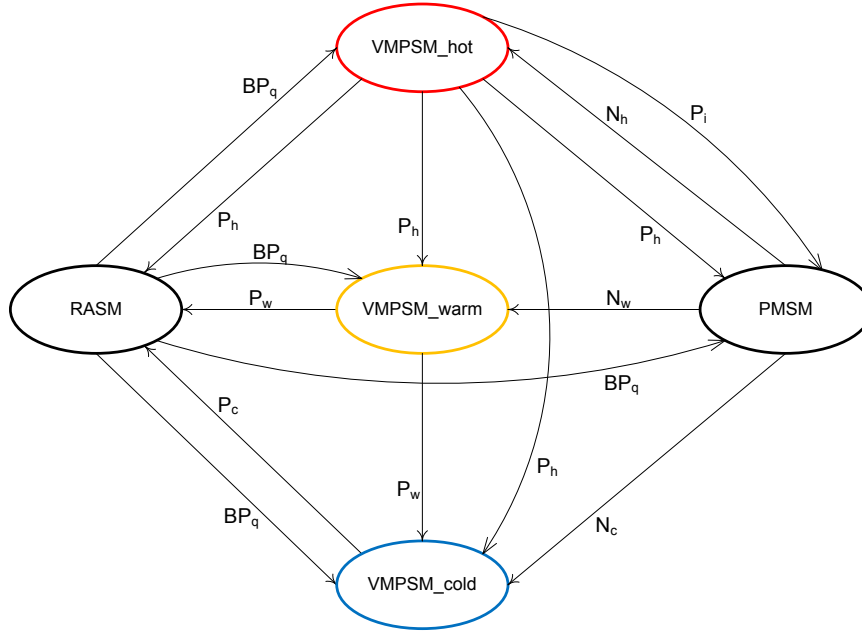 VMPSM_hot
BPq
Nh
Pi
Ph
Ph
Ph
BPq
RASM
Pw
VMPSM_warm
Nw
PMSM
Pc
BPq
Ph
Pw
BPq
Nc
VMPSM_cold